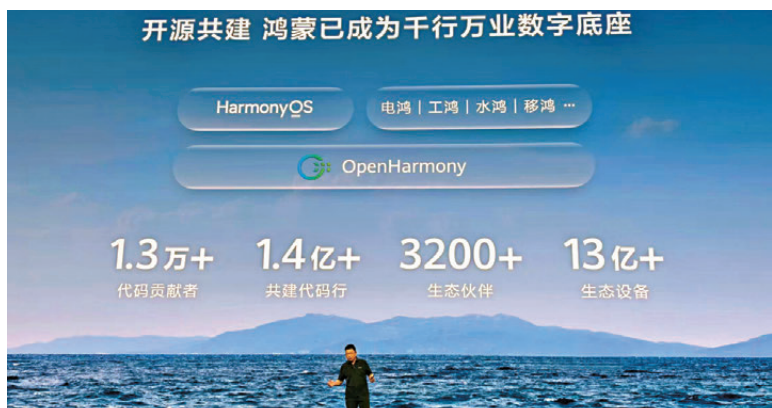 开源共建 鸿蒙已成为千行万业数字底座
HarmonyOS
电鸿 | 工鸿 | 水鸿 | 移鸿 ···
OpenHarmony
1.3万+ 1.4亿+ 3200+ 13亿+
代码贡献者 共建代码行 生态伙伴 生态设备